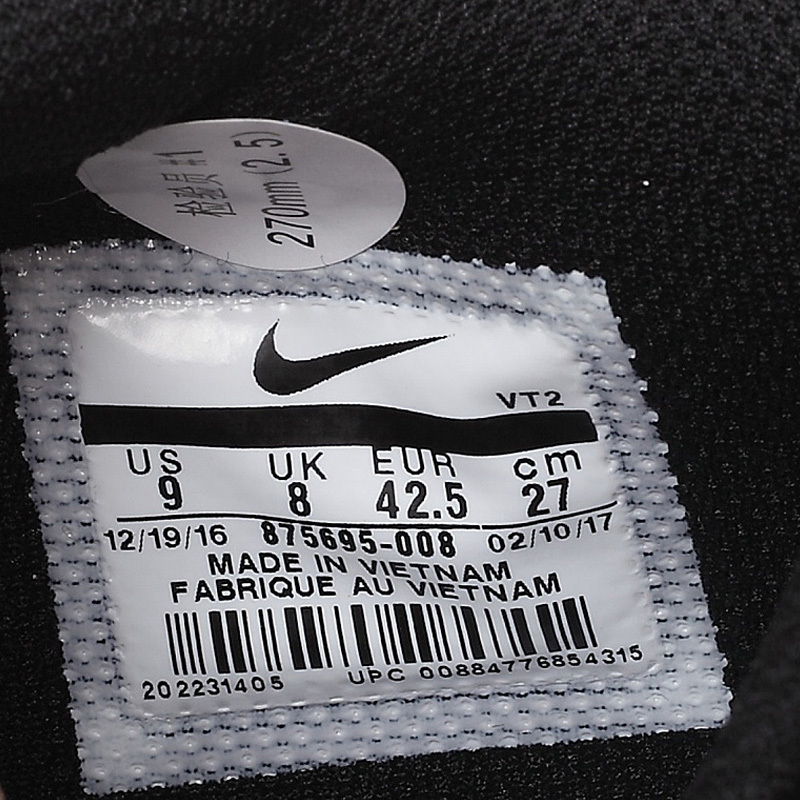 检验员 #1
270mm (2.5)
VT2
US UK EUR cm
9 8 42.5 27
12/19/16 875695-008 02/10/17
MADE IN VIETNAM
FABRIQUE AU VIETNAM
202231405 UPC 00884776854315